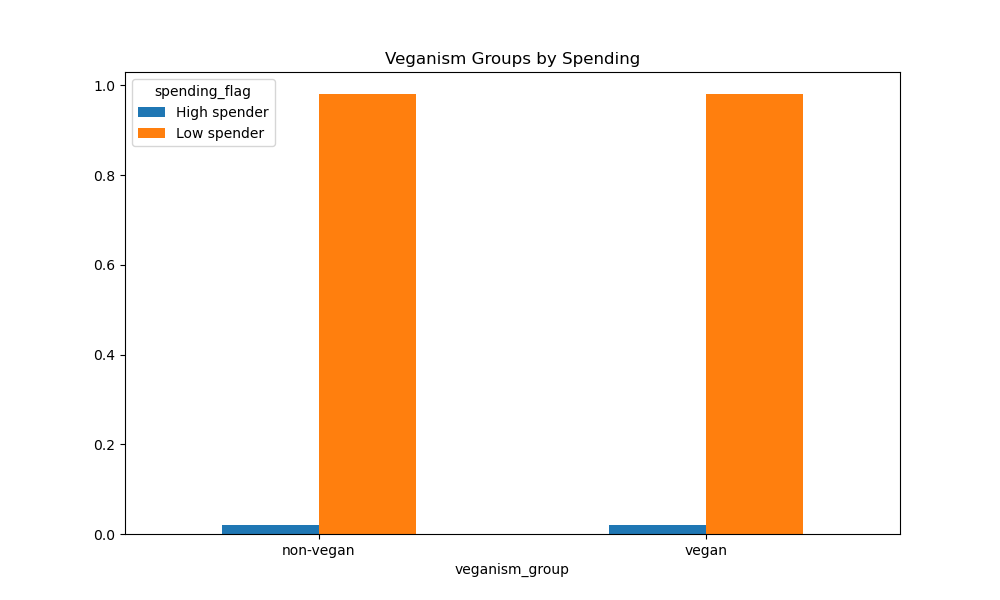 Veganism Groups by Spending
spending_flag
High spender
Low spender
1.0
0.8
0.6
0.4
0.2
0.0
non-vegan
vegan
veganism_group